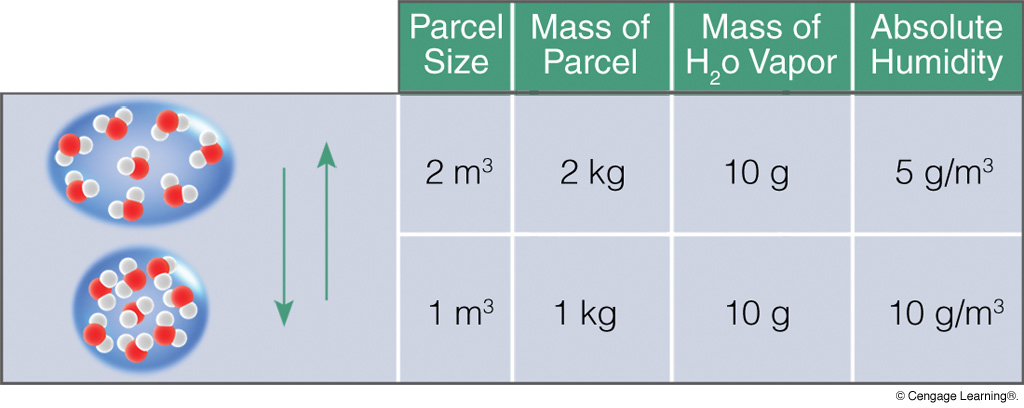 Parcel Size
Mass of Parcel
Mass of H₂o Vapor
Absolute Humidity
2 m³
2 kg
10 g
5 g/m³
1 m³
1 kg
10 g
10 g/m³
© Cengage Learning®.